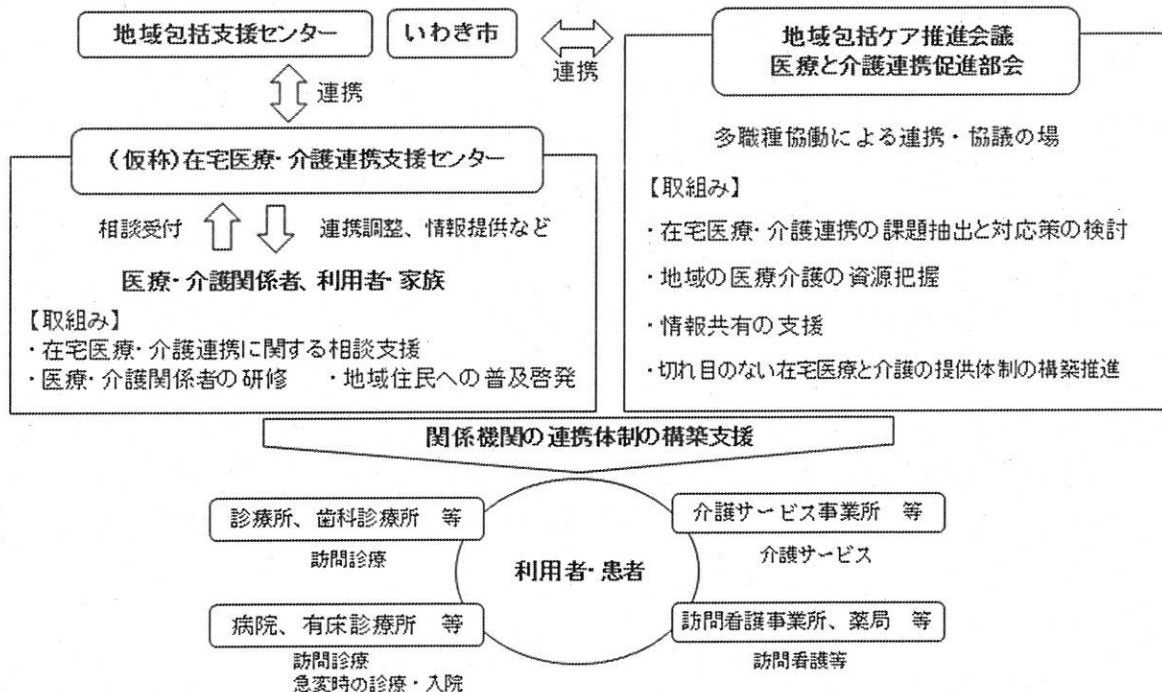 地域包括支援センター
いわき市
連携
連携
(仮称)在宅医療・介護連携支援センター
相談受付
連携調整、情報提供など
医療・介護関係者、利用者・家族
【取組み】
・在宅医療・介護連携に関する相談支援
・医療・介護関係者の研修 ・地域住民への普及啓発
地域包括ケア推進会議
医療と介護連携促進部会
多職種協働による連携・協議の場
【取組み】
・在宅医療・介護連携の課題抽出と対応策の検討
・地域の医療介護の資源把握
・情報共有の支援
・切れ目のない在宅医療と介護の提供体制の構築推進
関係機関の連携体制の構築支援
診療所、歯科診療所 等
訪問診療
介護サービス事業所 等
介護サービス
利用者・患者
病院、有床診療所 等
訪問診療
急変時の診療・入院
訪問看護事業所、薬局 等
訪問看護等